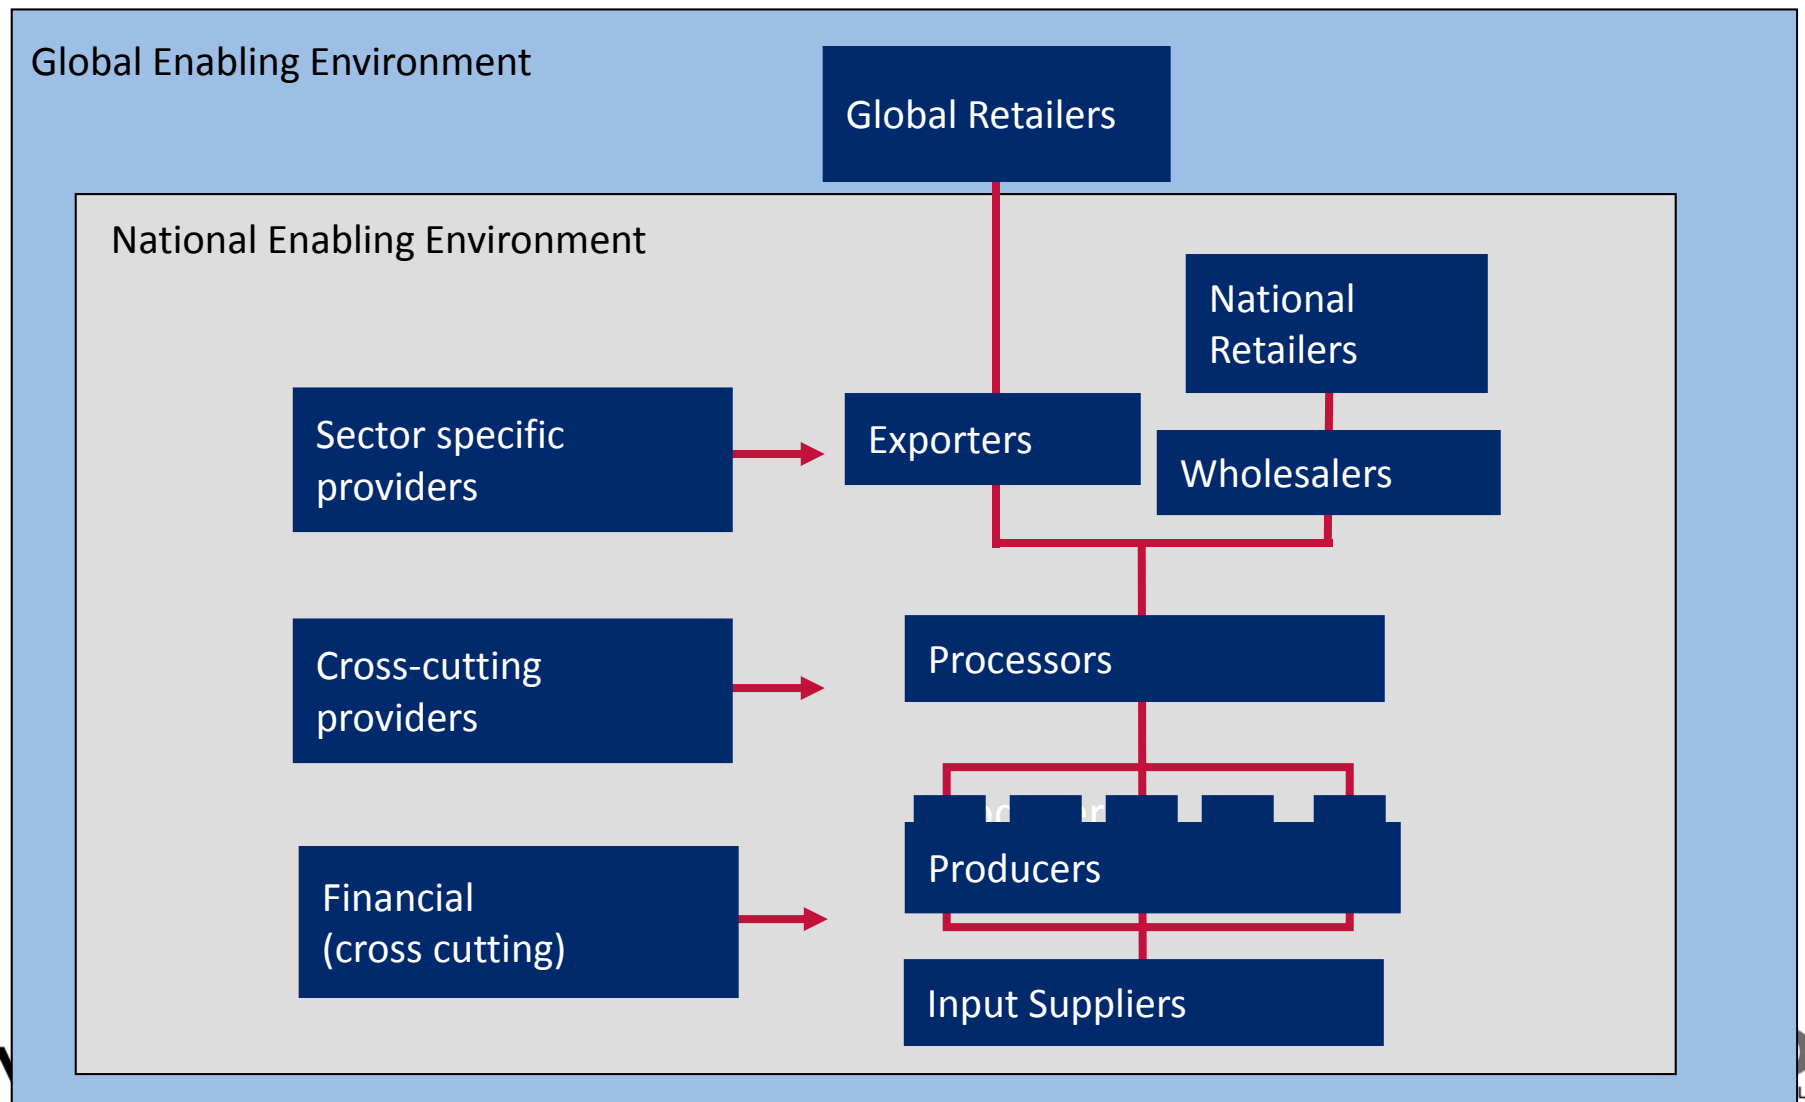 Global Enabling Environment
Global Retailers
National Enabling Environment
National
Retailers
Sector specific
providers
Exporters
Wholesalers
Cross-cutting
providers
Processors
Producers
Financial
(cross cutting)
Input Suppliers